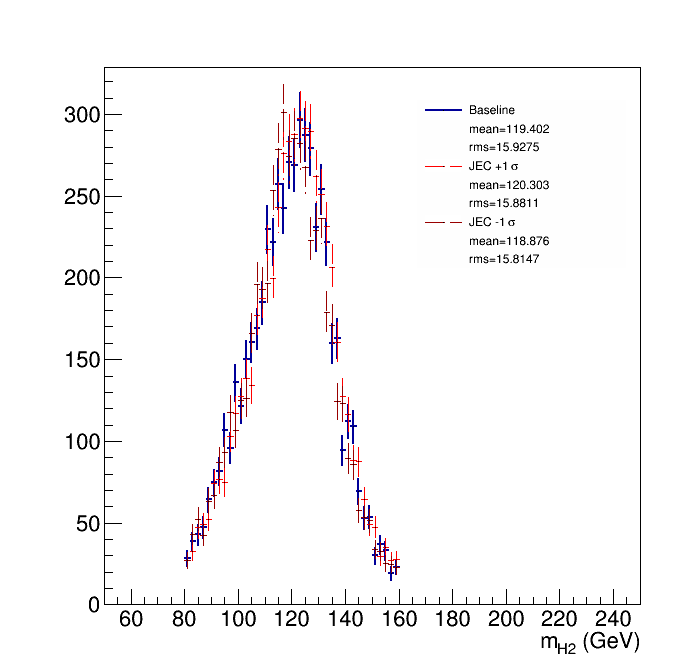 300
250
200
150
100
50
0
Baseline
mean=119.402
rms=15.9275
JEC +1 σ
mean=120.303
rms=15.8811
JEC -1 σ
mean=118.876
rms=15.8147
60 80 100 120 140 160 180 200 220 240
mH2 (GeV)